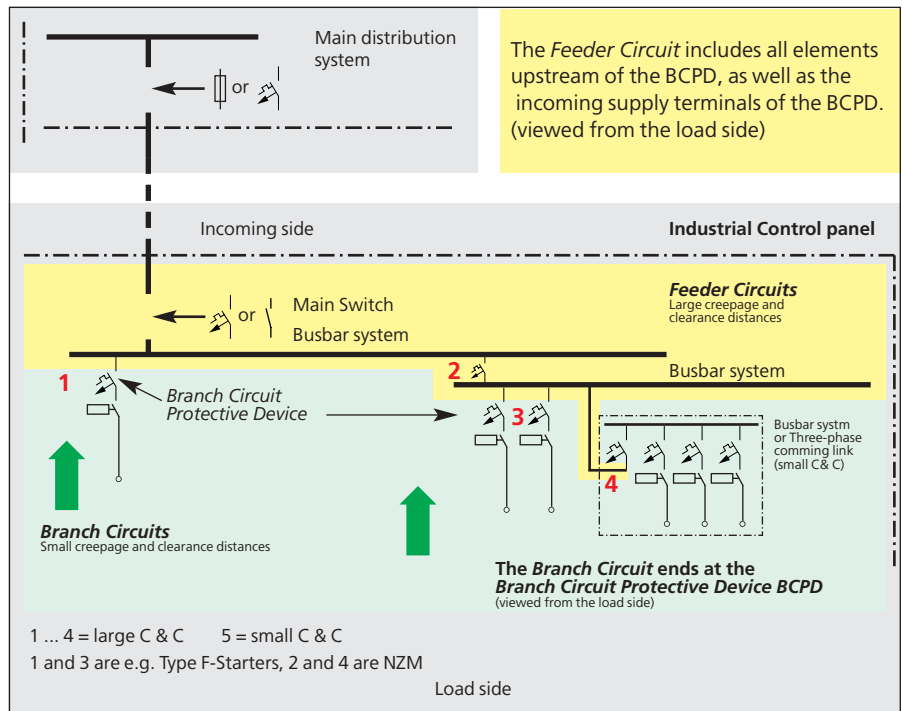 Main distribution
system
or
The Feeder Circuit includes all elements
upstream of the BCPD, as well as the
incoming supply terminals of the BCPD.
(viewed from the load side)
Incoming side
Industrial Control panel
Feeder Circuits
Large creepage and
clearance distances
or
Main Switch
Busbar system
1
2
Busbar system
Branch Circuit
Protective Device
3
Busbar systm
or Three-phase
comming link
(small C& C)
4
Branch Circuits
Small creepage and clearance distances
The Branch Circuit ends at the
Branch Circuit Protective Device BCPD
(viewed from the load side)
1 ... 4 = large C & C 5 = small C & C
1 and 3 are e.g. Type F-Starters, 2 and 4 are NZM
Load side